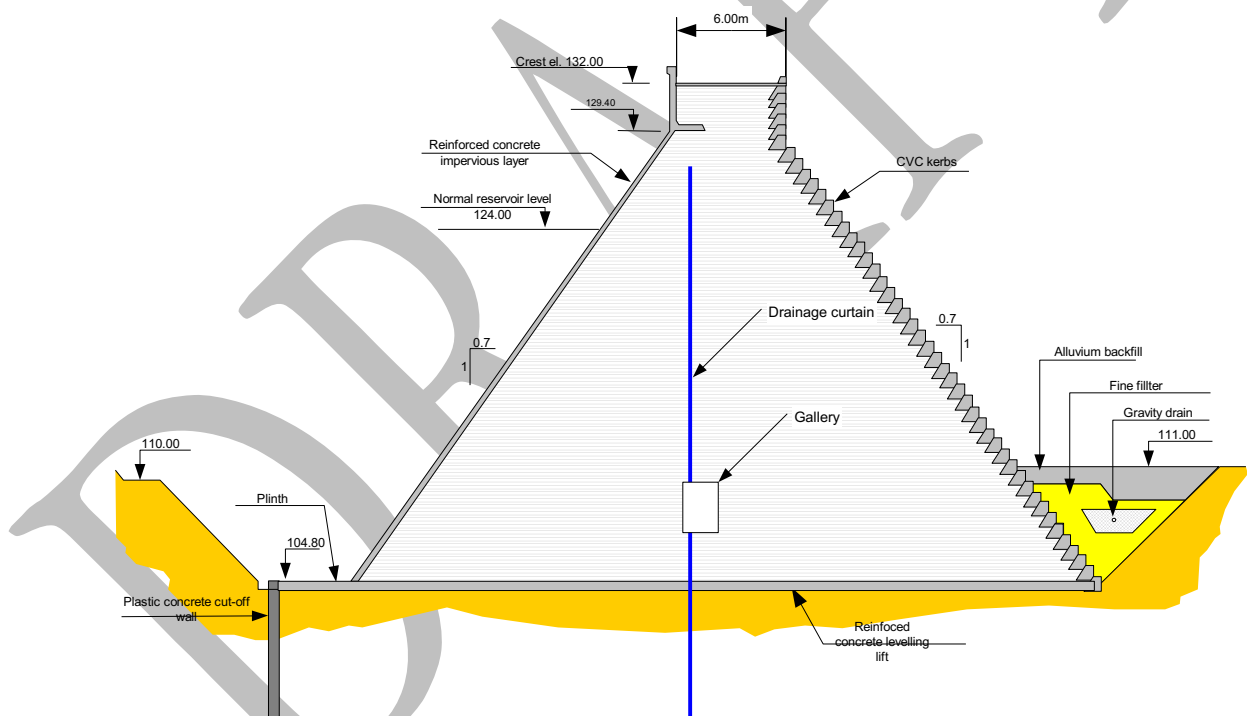 6.00m
Crest el. 132.00
129.40
Reinforced concrete
impervious layer
CVC kerbs
Normal reservoir level
124.00
Drainage curtain
0.7
1
0.7
1
Alluvium backfill
Fine fillter
Gravity drain
111.00
Gallery
110.00
Plinth
104.80
Plastic concrete cut-off
wall
Reinfoced
concrete levelling
lift